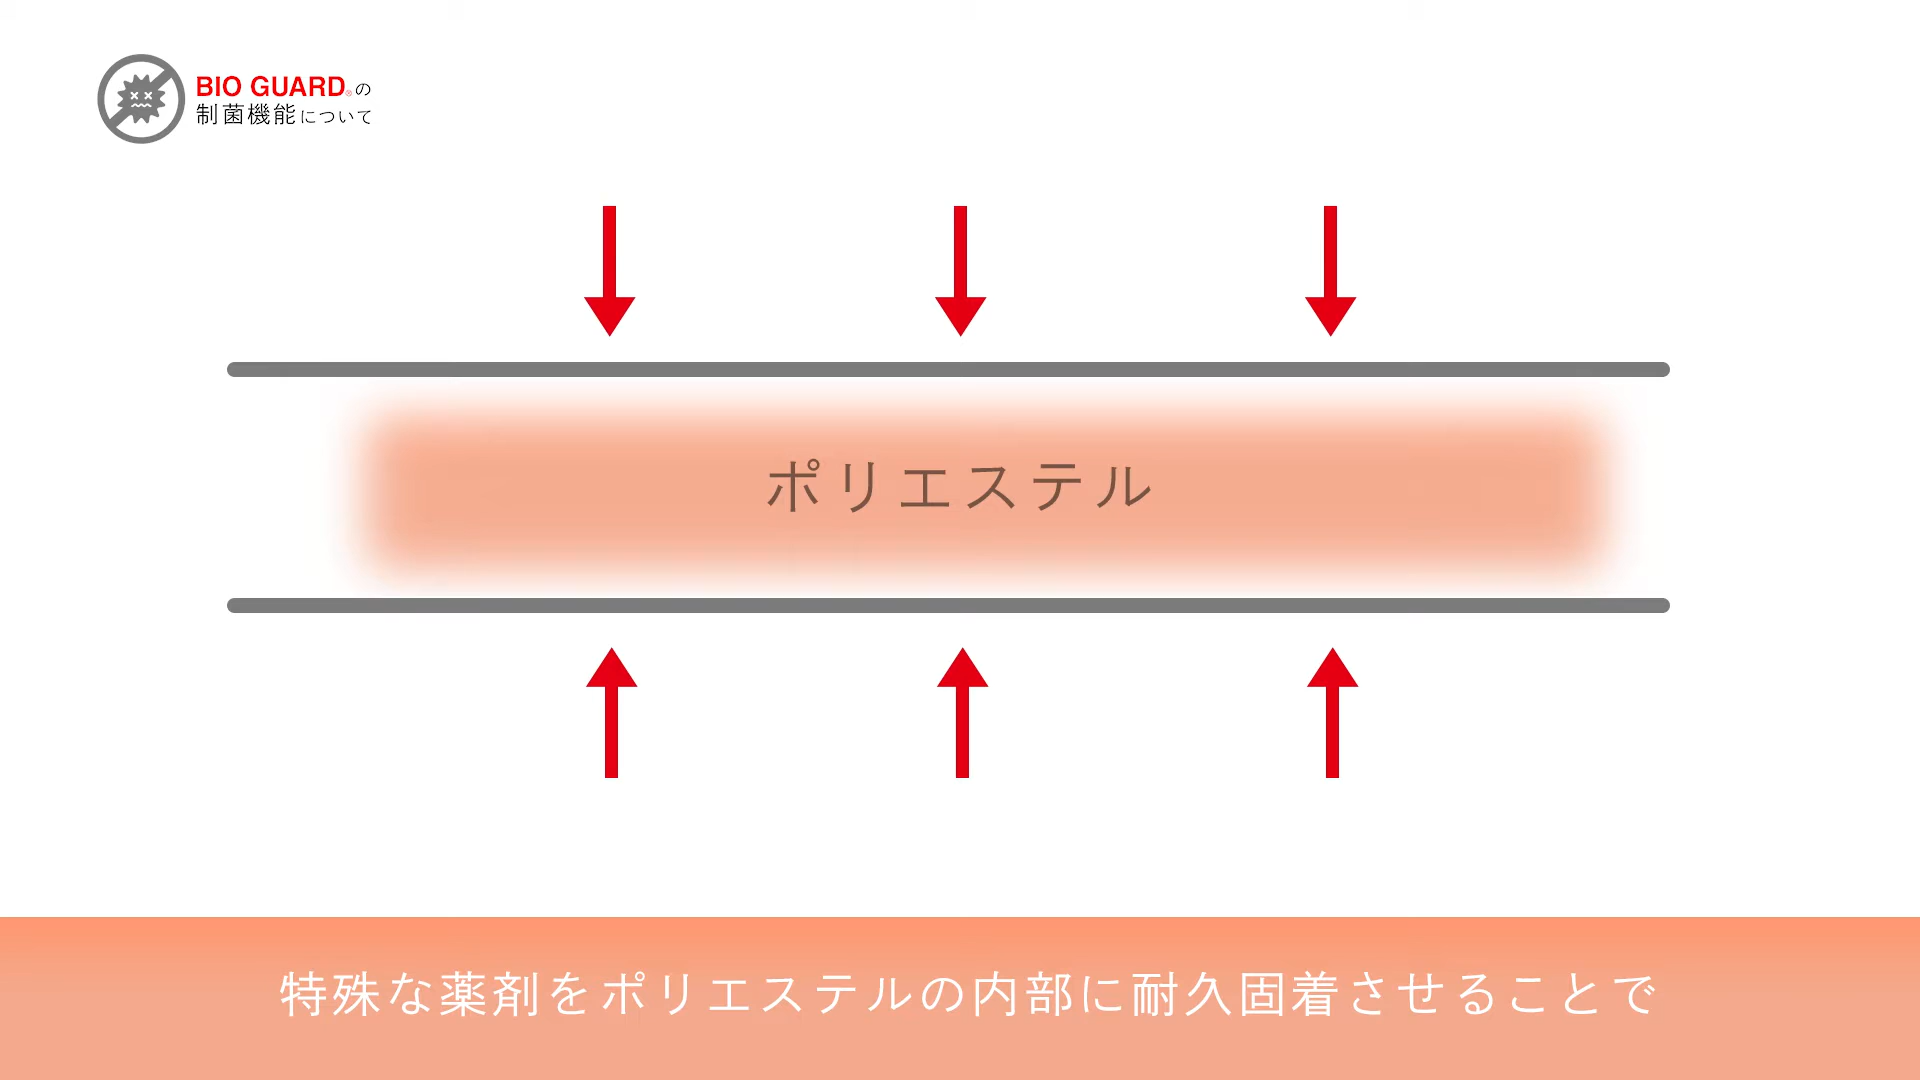 BIO GUARD®の
制菌機能について
ポリエステル
特殊な薬剤をポリエステルの内部に耐久固着させることで